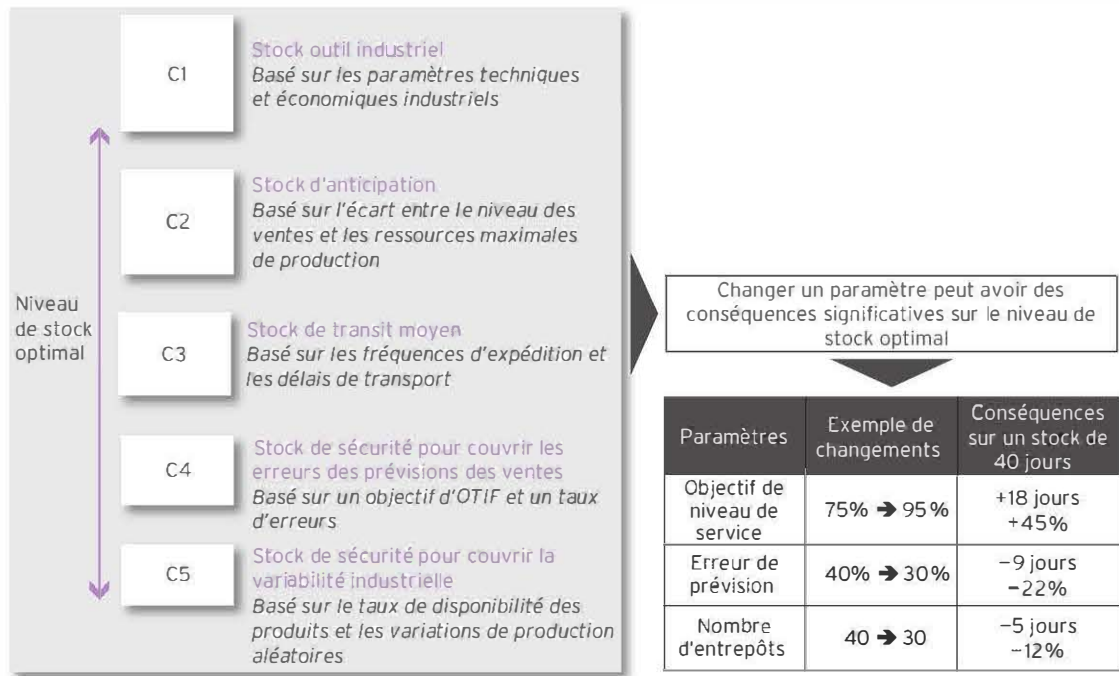 C1
Stock outil industriel
Basé sur les paramètres techniques
et économiques industriels
C2
Stock d'anticipation
Basé sur l'écart entre le niveau des
ventes et les ressources maximales
de production
Niveau
de stock
optimal
C3
Stock de transit moyen
Basé sur les fréquences d'expédition et
les délais de transport
C4
Stock de sécurité pour couvrir les
erreurs des prévisions des ventes
Basé sur un objectif d'OTIF et un taux
d'erreurs
C5
Stock de sécurité pour couvrir la
variabilité industrielle
Basé sur le taux de disponibilité des
produits et les variations de production
aléatoires
Changer un paramètre peut avoir des
conséquences significatives sur le niveau de
stock optimal
Paramètres
Exemple de
changements
Conséquences
sur un stock de
40 jours
Objectif de
niveau de
service
75% ➔ 95%
+18 jours
+45%
Erreur de
prévision
40% ➔ 30%
−9 jours
−22%
Nombre
d'entrepôts
40 ➔ 30
−5 jours
−12%